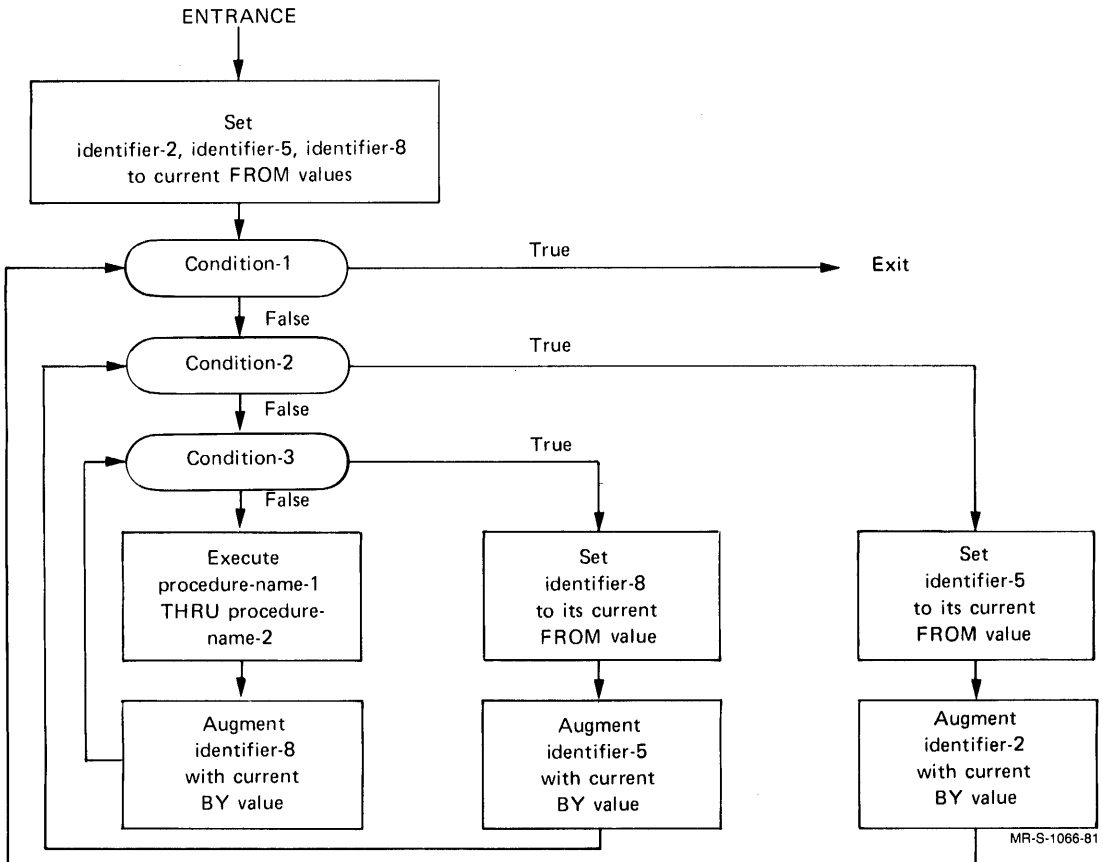 ENTRANCE
Set
identifier-2, identifier-5, identifier-8
to current FROM values
Condition-1
True
Exit
False
Condition-2
True
False
Condition-3
True
False
Execute
procedure-name-1
THRU procedure-
name-2
Set
identifier-8
to its current
FROM value
Set
identifier-5
to its current
FROM value
Augment
identifier-8
with current
BY value
Augment
identifier-5
with current
BY value
Augment
identifier-2
with current
BY value
MR-S-1066-81